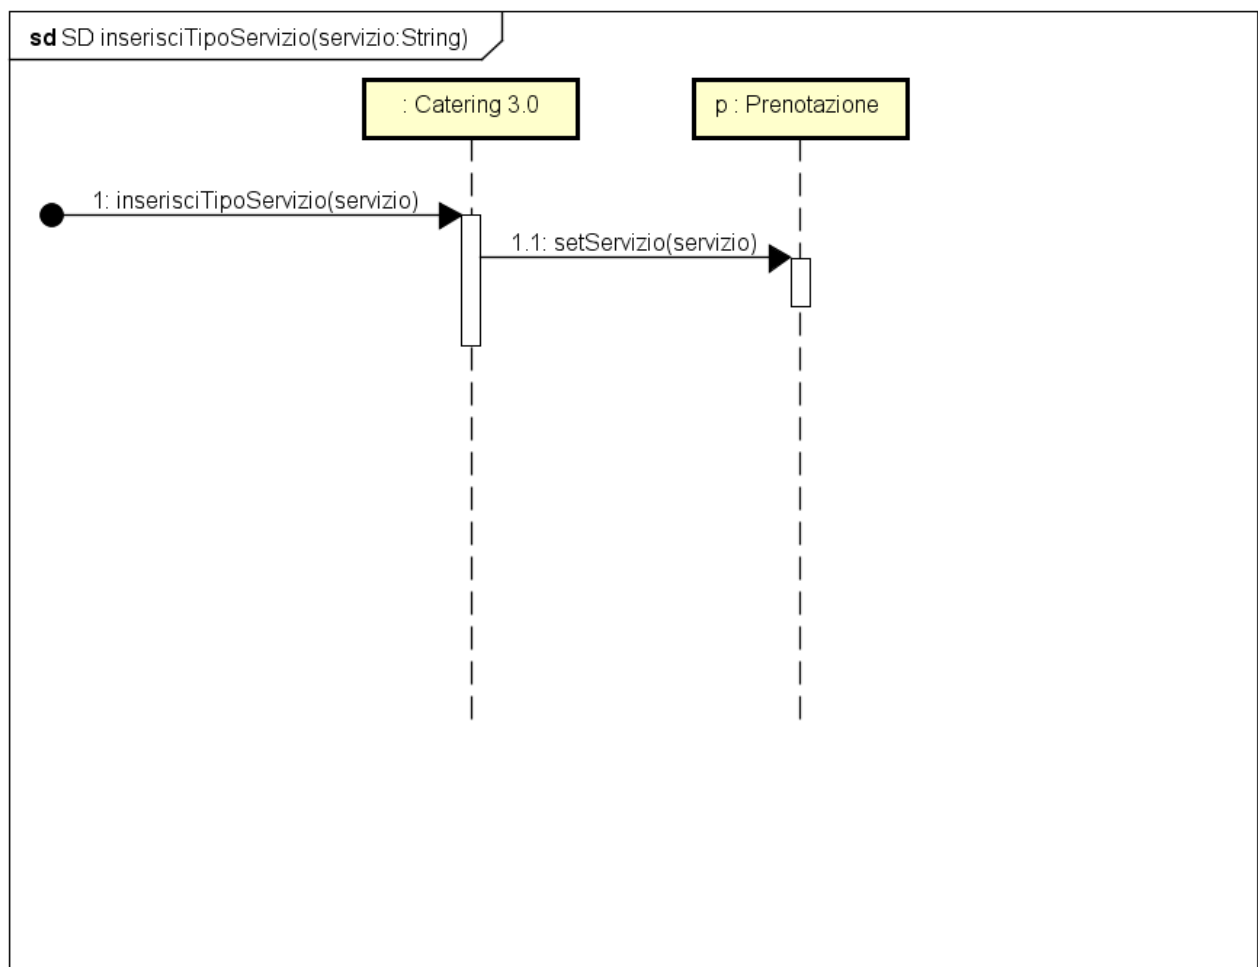 sd SD inserisciTipoServizio(servizio:String)
: Catering 3.0
p : Prenotazione
1: inserisciTipoServizio(servizio)
1.1: setServizio(servizio)